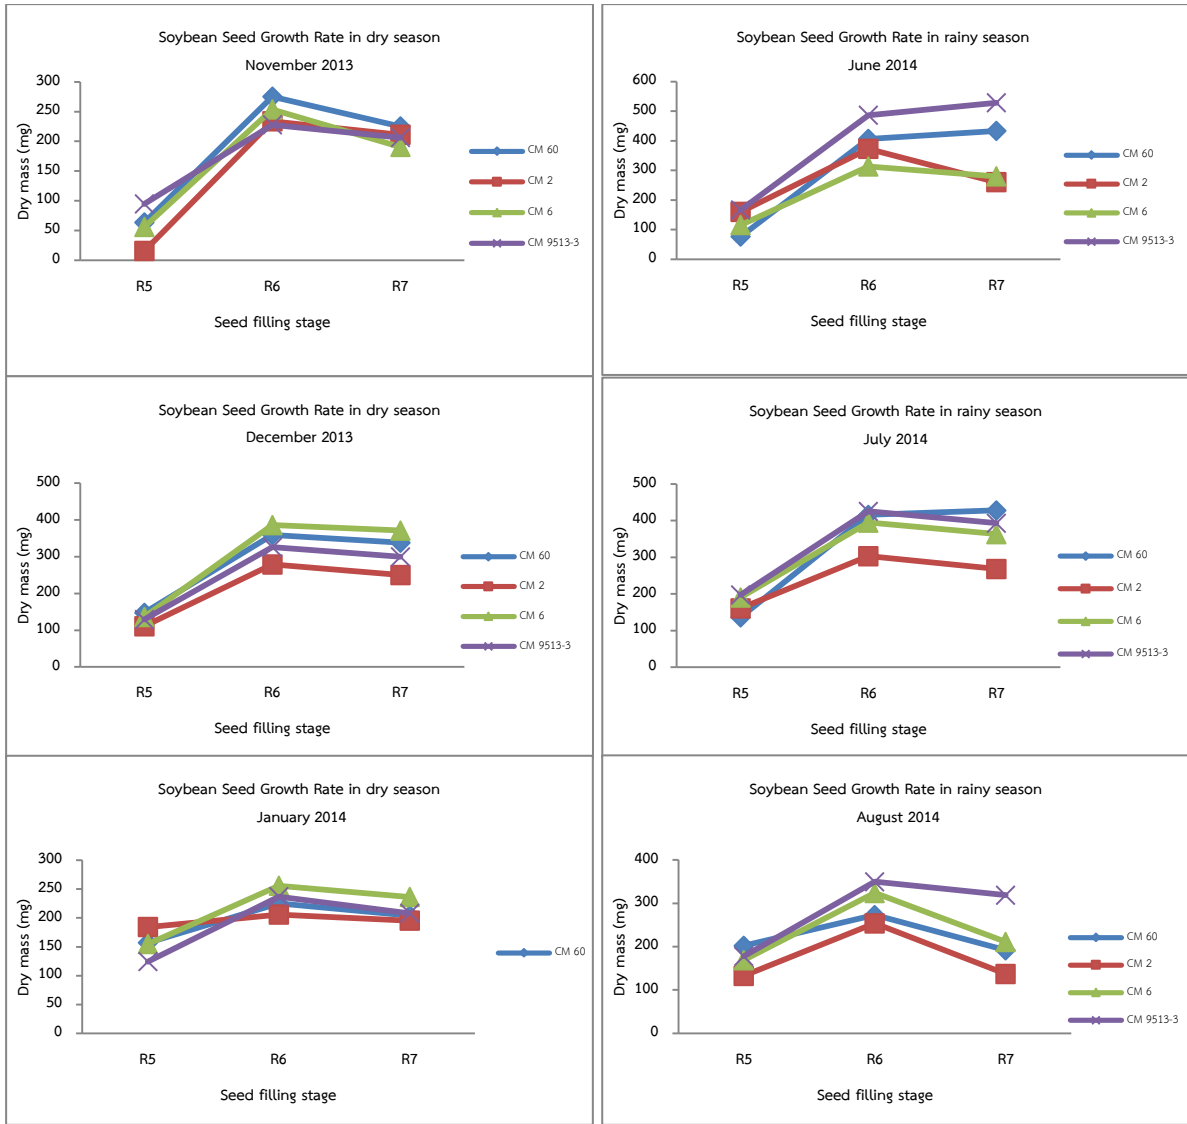 Soybean Seed Growth Rate in dry season
November 2013
300
250
200
150
100
50
0
Dry mass (mg)
R5 R6 R7
Seed filling stage
CM 60
CM 2
CM 6
CM 9513-3
Soybean Seed Growth Rate in rainy season
June 2014
600
500
400
300
200
100
0
Dry mass (mg)
R5 R6 R7
Seed filling stage
CM 60
CM 2
CM 6
CM 9513-3
Soybean Seed Growth Rate in dry season
December 2013
500
400
300
200
100
0
Dry mass (mg)
R5 R6 R7
Seed filling stage
CM 60
CM 2
CM 6
CM 9513-3
Soybean Seed Growth Rate in rainy season
July 2014
500
400
300
200
100
0
Dry mass (mg)
R5 R6 R7
Seed filling stage
CM 60
CM 2
CM 6
CM 9513-3
Soybean Seed Growth Rate in dry season
January 2014
300
250
200
150
100
50
0
Dry mass (mg)
R5 R6 R7
Seed filling stage
CM 60
Soybean Seed Growth Rate in rainy season
August 2014
400
300
200
100
0
Dry mass (mg)
R5 R6 R7
Seed filling stage
CM 60
CM 2
CM 6
CM 9513-3